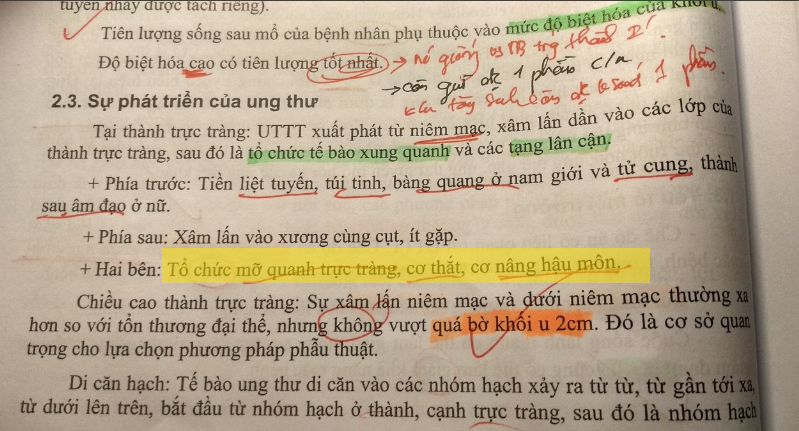 tuyến nhầy được tách riêng).
Tiên lượng sống sau mổ của bệnh nhân phụ thuộc vào mức độ biệt hóa của khối u.
Độ biệt hóa cao có tiên lượng tốt nhất. → nó giống
→ còn giữ đc 1 phần c/n
2.3. Sự phát triển của ung thư
1 phần.
Tại thành trực tràng: UTTT xuất phát từ niêm mạc, xâm lấn dần vào các lớp của
thành trực tràng, sau đó là tổ chức tế bào xung quanh và các tạng lân cận.
+ Phía trước: Tiền liệt tuyến, túi tinh, bàng quang ở nam giới và tử cung, thành
sau âm đạo ở nữ.
+ Phía sau: Xâm lấn vào xương cùng cụt, ít gặp.
+ Hai bên: Tổ chức mỡ quanh trực tràng, cơ thắt, cơ nâng hậu môn.
Chiều cao thành trực tràng: Sự xâm lấn niêm mạc và dưới niêm mạc thường xa
hơn so với tổn thương đại thể, nhưng không vượt quá bờ khối u 2cm. Đó là cơ sở quan
trọng cho lựa chọn phương pháp phẫu thuật.
Di căn hạch: Tế bào ung thư di căn vào các nhóm hạch xảy ra từ từ, từ gần tới xa,
từ dưới lên trên, bắt đầu từ nhóm hạch ở thành, cạnh trực tràng, sau đó là nhóm hạch